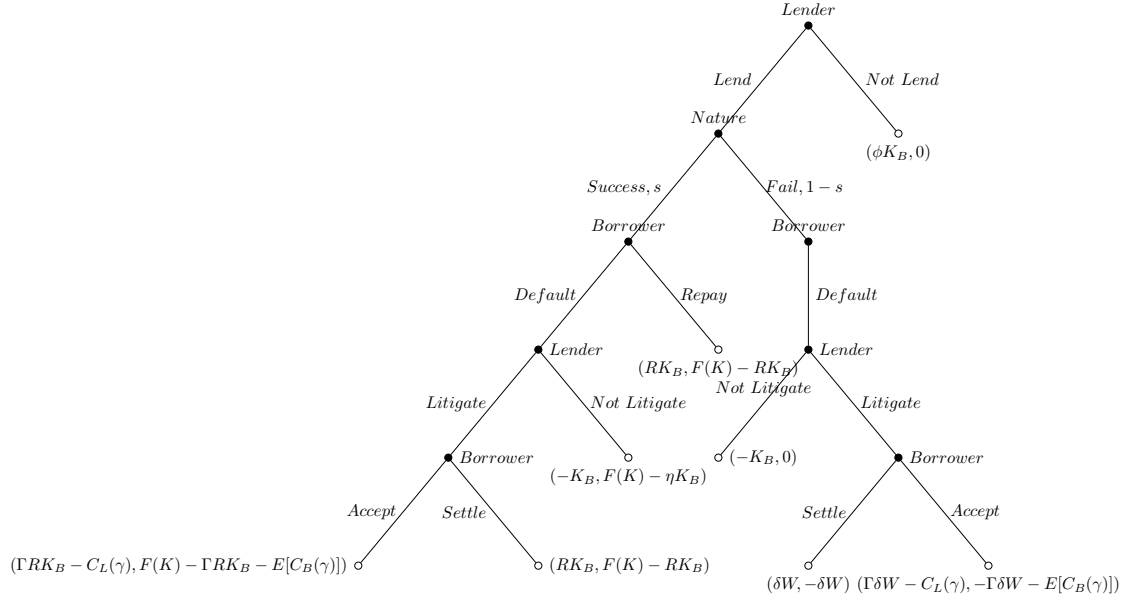 Lender
Lend
Not Lend
Nature
(ϕK_B, 0)
Success, s
Fail, 1 − s
Borrower
Borrower
Default
Repay
Default
Lender
(RK_B, F(K) − RK_B)
Lender
Not Litigate
Litigate
Not Litigate
Litigate
Borrower
(−K_B, F(K) − ηK_B)
(−K_B, 0)
Borrower
Accept
Settle
Settle
Accept
(ΓRK_B − C_L(γ), F(K) − ΓRK_B − E[C_B(γ)])
(RK_B, F(K) − RK_B)
(δW, −δW)
(ΓδW − C_L(γ), −ΓδW − E[C_B(γ)])